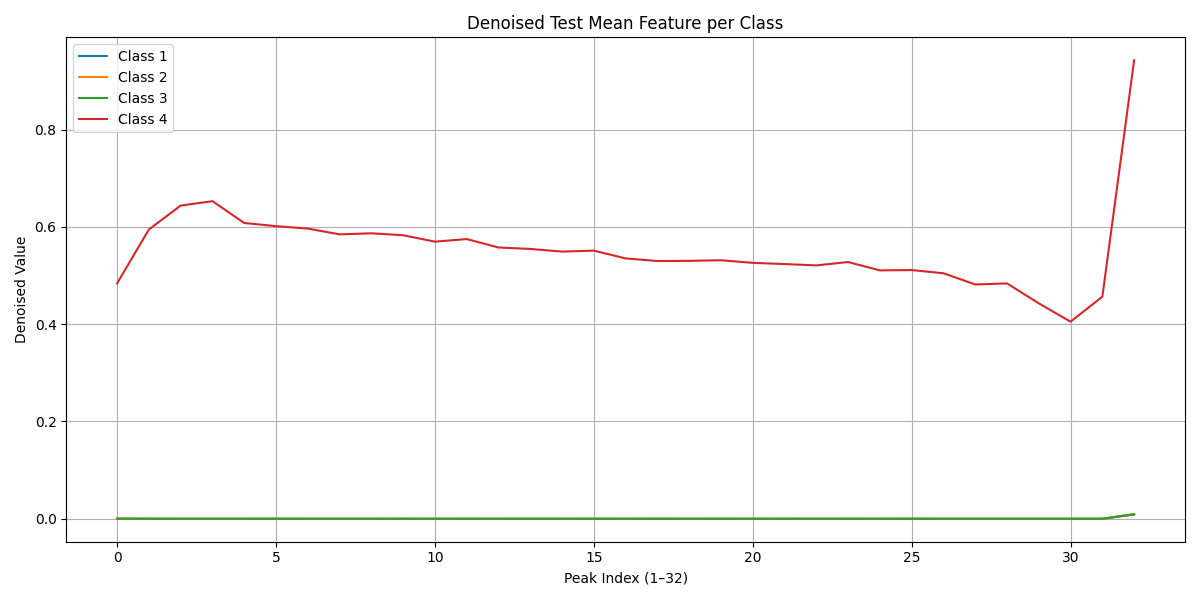 Denoised Test Mean Feature per Class
Class 1
Class 2
Class 3
Class 4
Denoised Value
0.8
0.6
0.4
0.2
0.0
0 5 10 15 20 25 30
Peak Index (1–32)